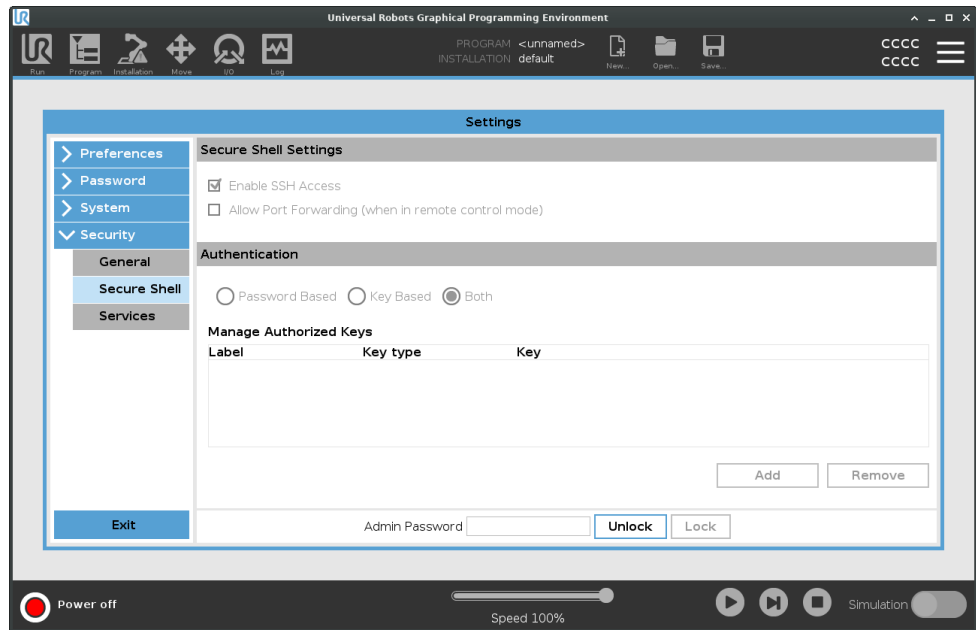 Universal Robots Graphical Programming Environment
PROGRAM <unnamed>
INSTALLATION default
Run Program Installation Move I/O Log New... Open... Save...
CCCC
CCCC
Settings
Preferences
Password
System
Security
General
Secure Shell
Services
Exit
Secure Shell Settings
Enable SSH Access
Allow Port Forwarding (when in remote control mode)
Authentication
Password Based Key Based Both
Manage Authorized Keys
Label Key type Key
Add Remove
Admin Password Unlock Lock
Power off
Speed 100%
Simulation